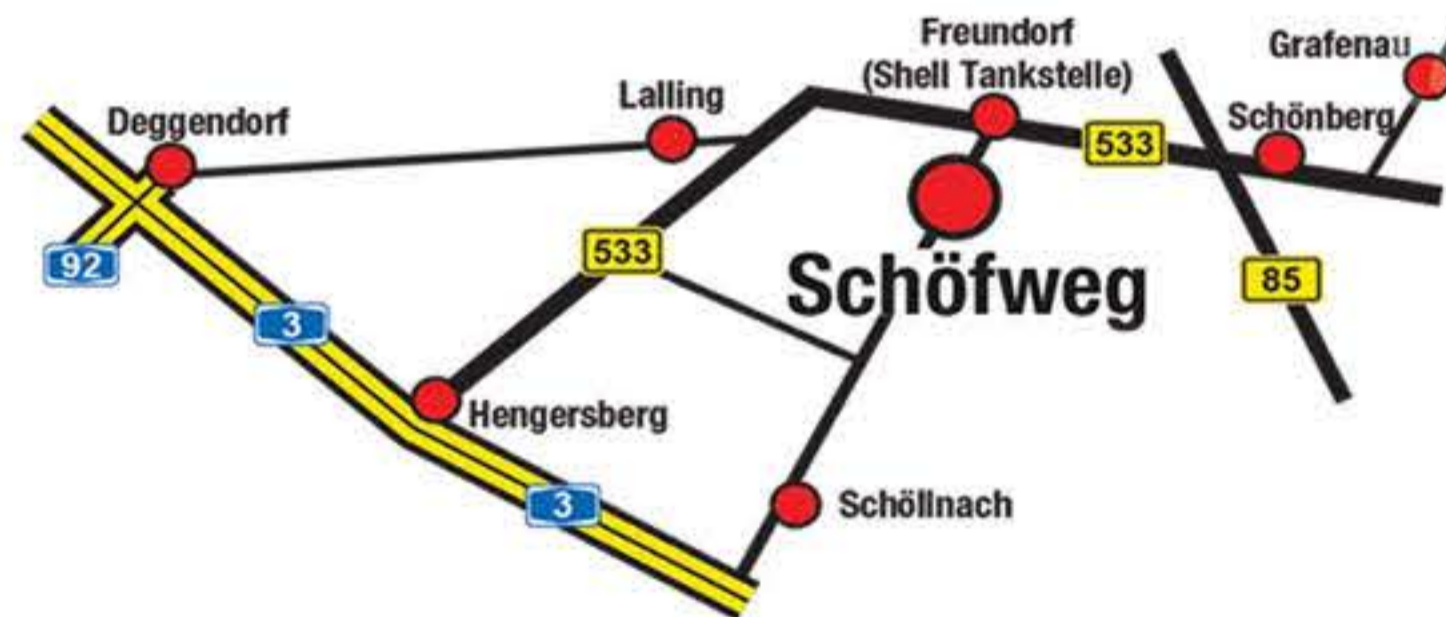 Freundorf
(Shell Tankstelle)
Grafenau
Lalling
Deggendorf
Schönberg
533
533
92
Schöfweg
85
3
Hengersberg
3
Schöllnach